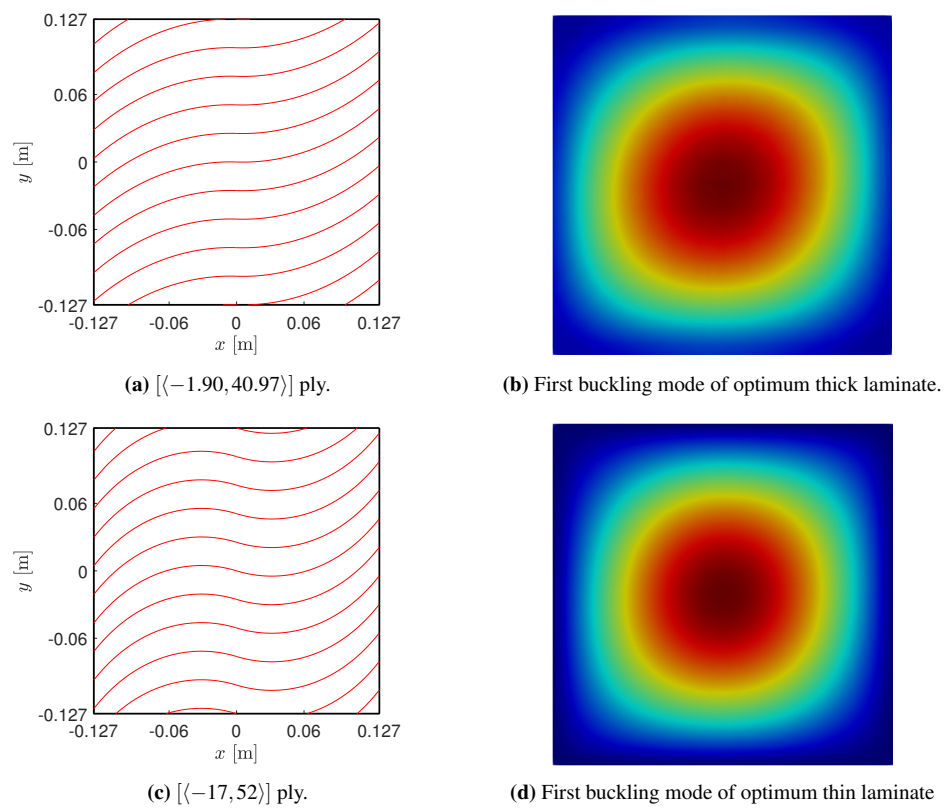 0.127
0.06
0
-0.06
-0.127
y [m]
-0.127 -0.06 0 0.06 0.127
x [m]
(a) [⟨−1.90, 40.97⟩] ply.
(b) First buckling mode of optimum thick laminate.
0.127
0.06
0
-0.06
-0.127
y [m]
-0.127 -0.06 0 0.06 0.127
x [m]
(c) [⟨−17, 52⟩] ply.
(d) First buckling mode of optimum thin laminate